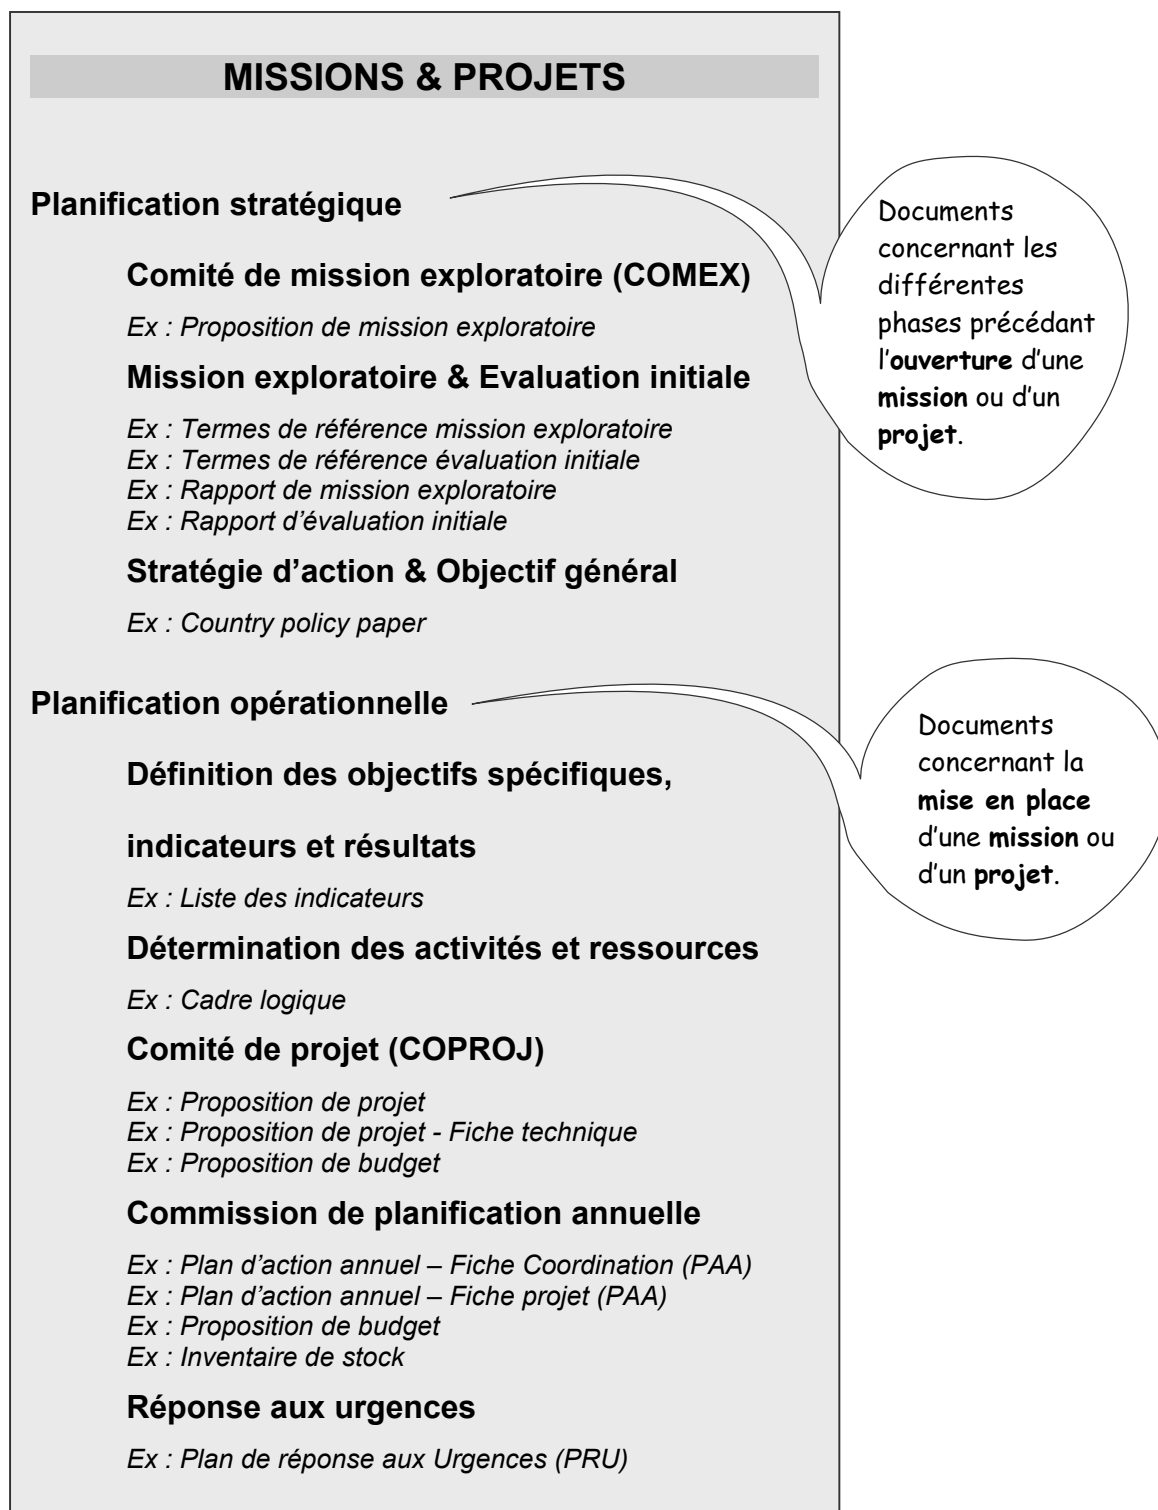 MISSIONS & PROJETS
Planification stratégique
Comité de mission exploratoire (COMEX)
Ex : Proposition de mission exploratoire
Mission exploratoire & Evaluation initiale
Ex : Termes de référence mission exploratoire
Ex : Termes de référence évaluation initiale
Ex : Rapport de mission exploratoire
Ex : Rapport d’évaluation initiale
Stratégie d’action & Objectif général
Ex : Country policy paper
Documents
concernant les
différentes
phases précédant
l’ouverture d’une
mission ou d’un
projet.
Planification opérationnelle
Définition des objectifs spécifiques,
indicateurs et résultats
Ex : Liste des indicateurs
Détermination des activités et ressources
Ex : Cadre logique
Comité de projet (COPROJ)
Ex : Proposition de projet
Ex : Proposition de projet - Fiche technique
Ex : Proposition de budget
Commission de planification annuelle
Ex : Plan d’action annuel – Fiche Coordination (PAA)
Ex : Plan d’action annuel – Fiche projet (PAA)
Ex : Proposition de budget
Ex : Inventaire de stock
Réponse aux urgences
Ex : Plan de réponse aux Urgences (PRU)
Documents
concernant la
mise en place
d’une mission ou
d’un projet.